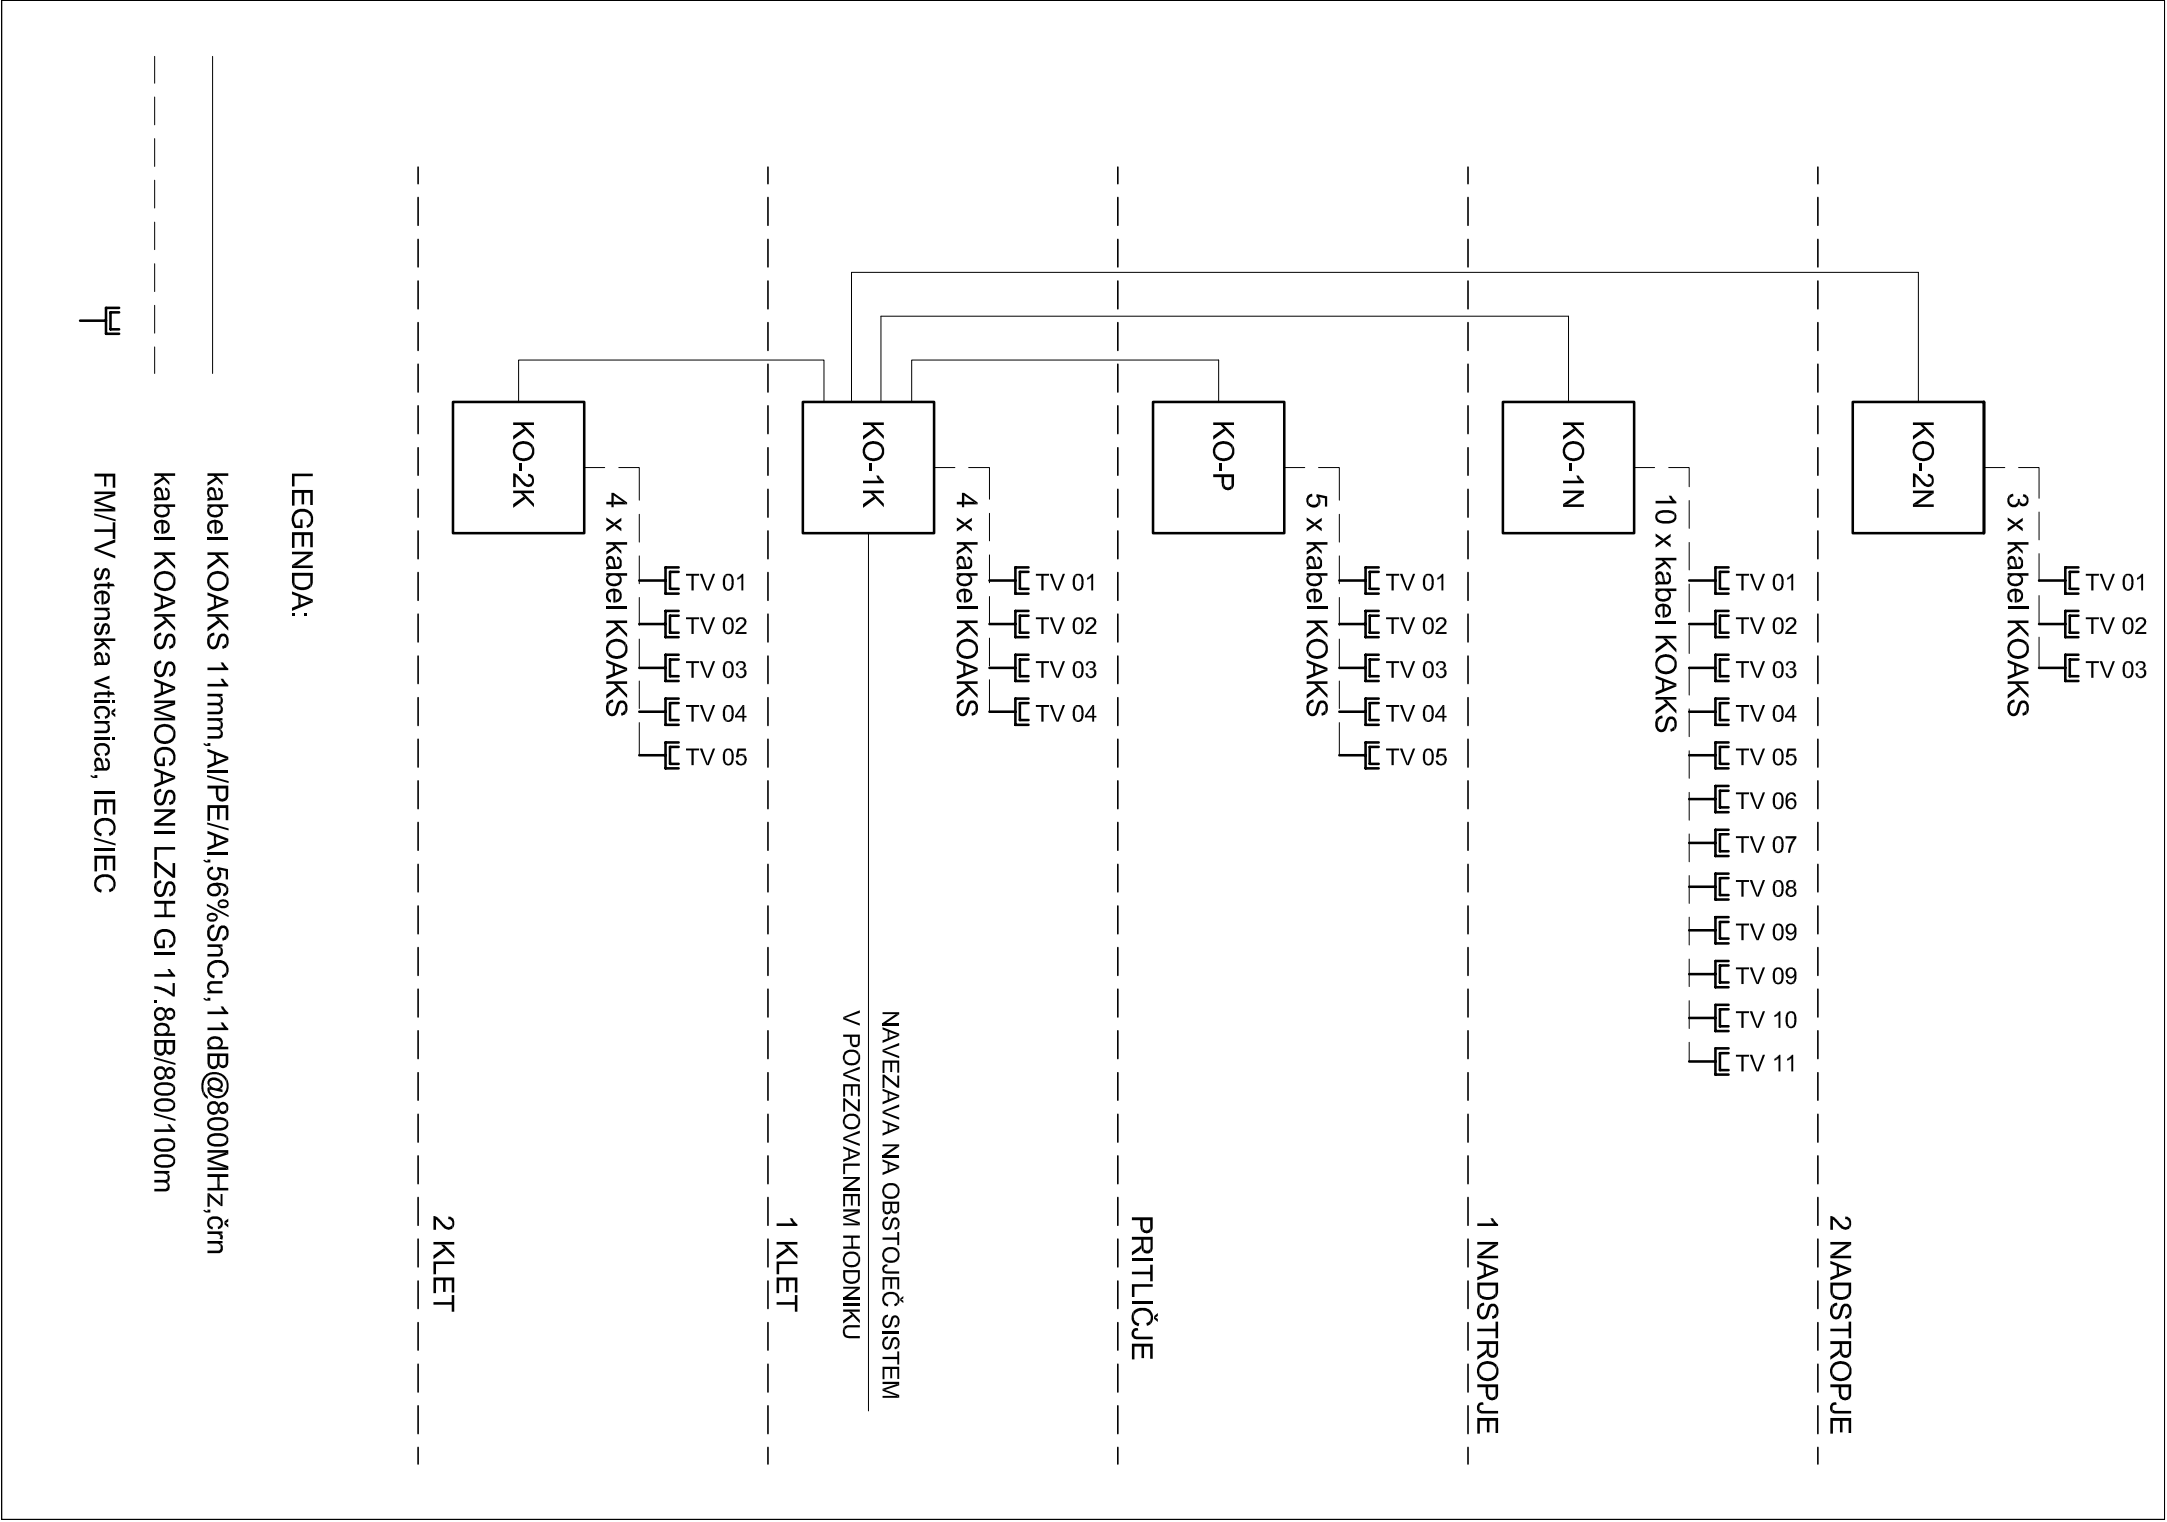 KO-2N
3 x kabel KOAKS
TV 01
TV 02
TV 03
2 NADSTROPJE
KO-1N
10 x kabel KOAKS
TV 01
TV 02
TV 03
TV 04
TV 05
TV 06
TV 07
TV 08
TV 09
TV 09
TV 10
TV 11
1 NADSTROPJE
KO-P
5 x kabel KOAKS
TV 01
TV 02
TV 03
TV 04
TV 05
PRITLIČJE
KO-1K
4 x kabel KOAKS
TV 01
TV 02
TV 03
TV 04
NAVEZAVA NA OBSTOJEČ SISTEM
V POVEZOVALNEM HODNIKU
1 KLET
KO-2K
4 x kabel KOAKS
TV 01
TV 02
TV 03
TV 04
TV 05
2 KLET
LEGENDA:
kabel KOAKS 11mm,Al/PE/Al,56%SnCu,11dB@800MHz,črn
kabel KOAKS SAMOGASNI LZSH GI 17.8dB/800/100m
FM/TV stenska vtičnica, IEC/IEC